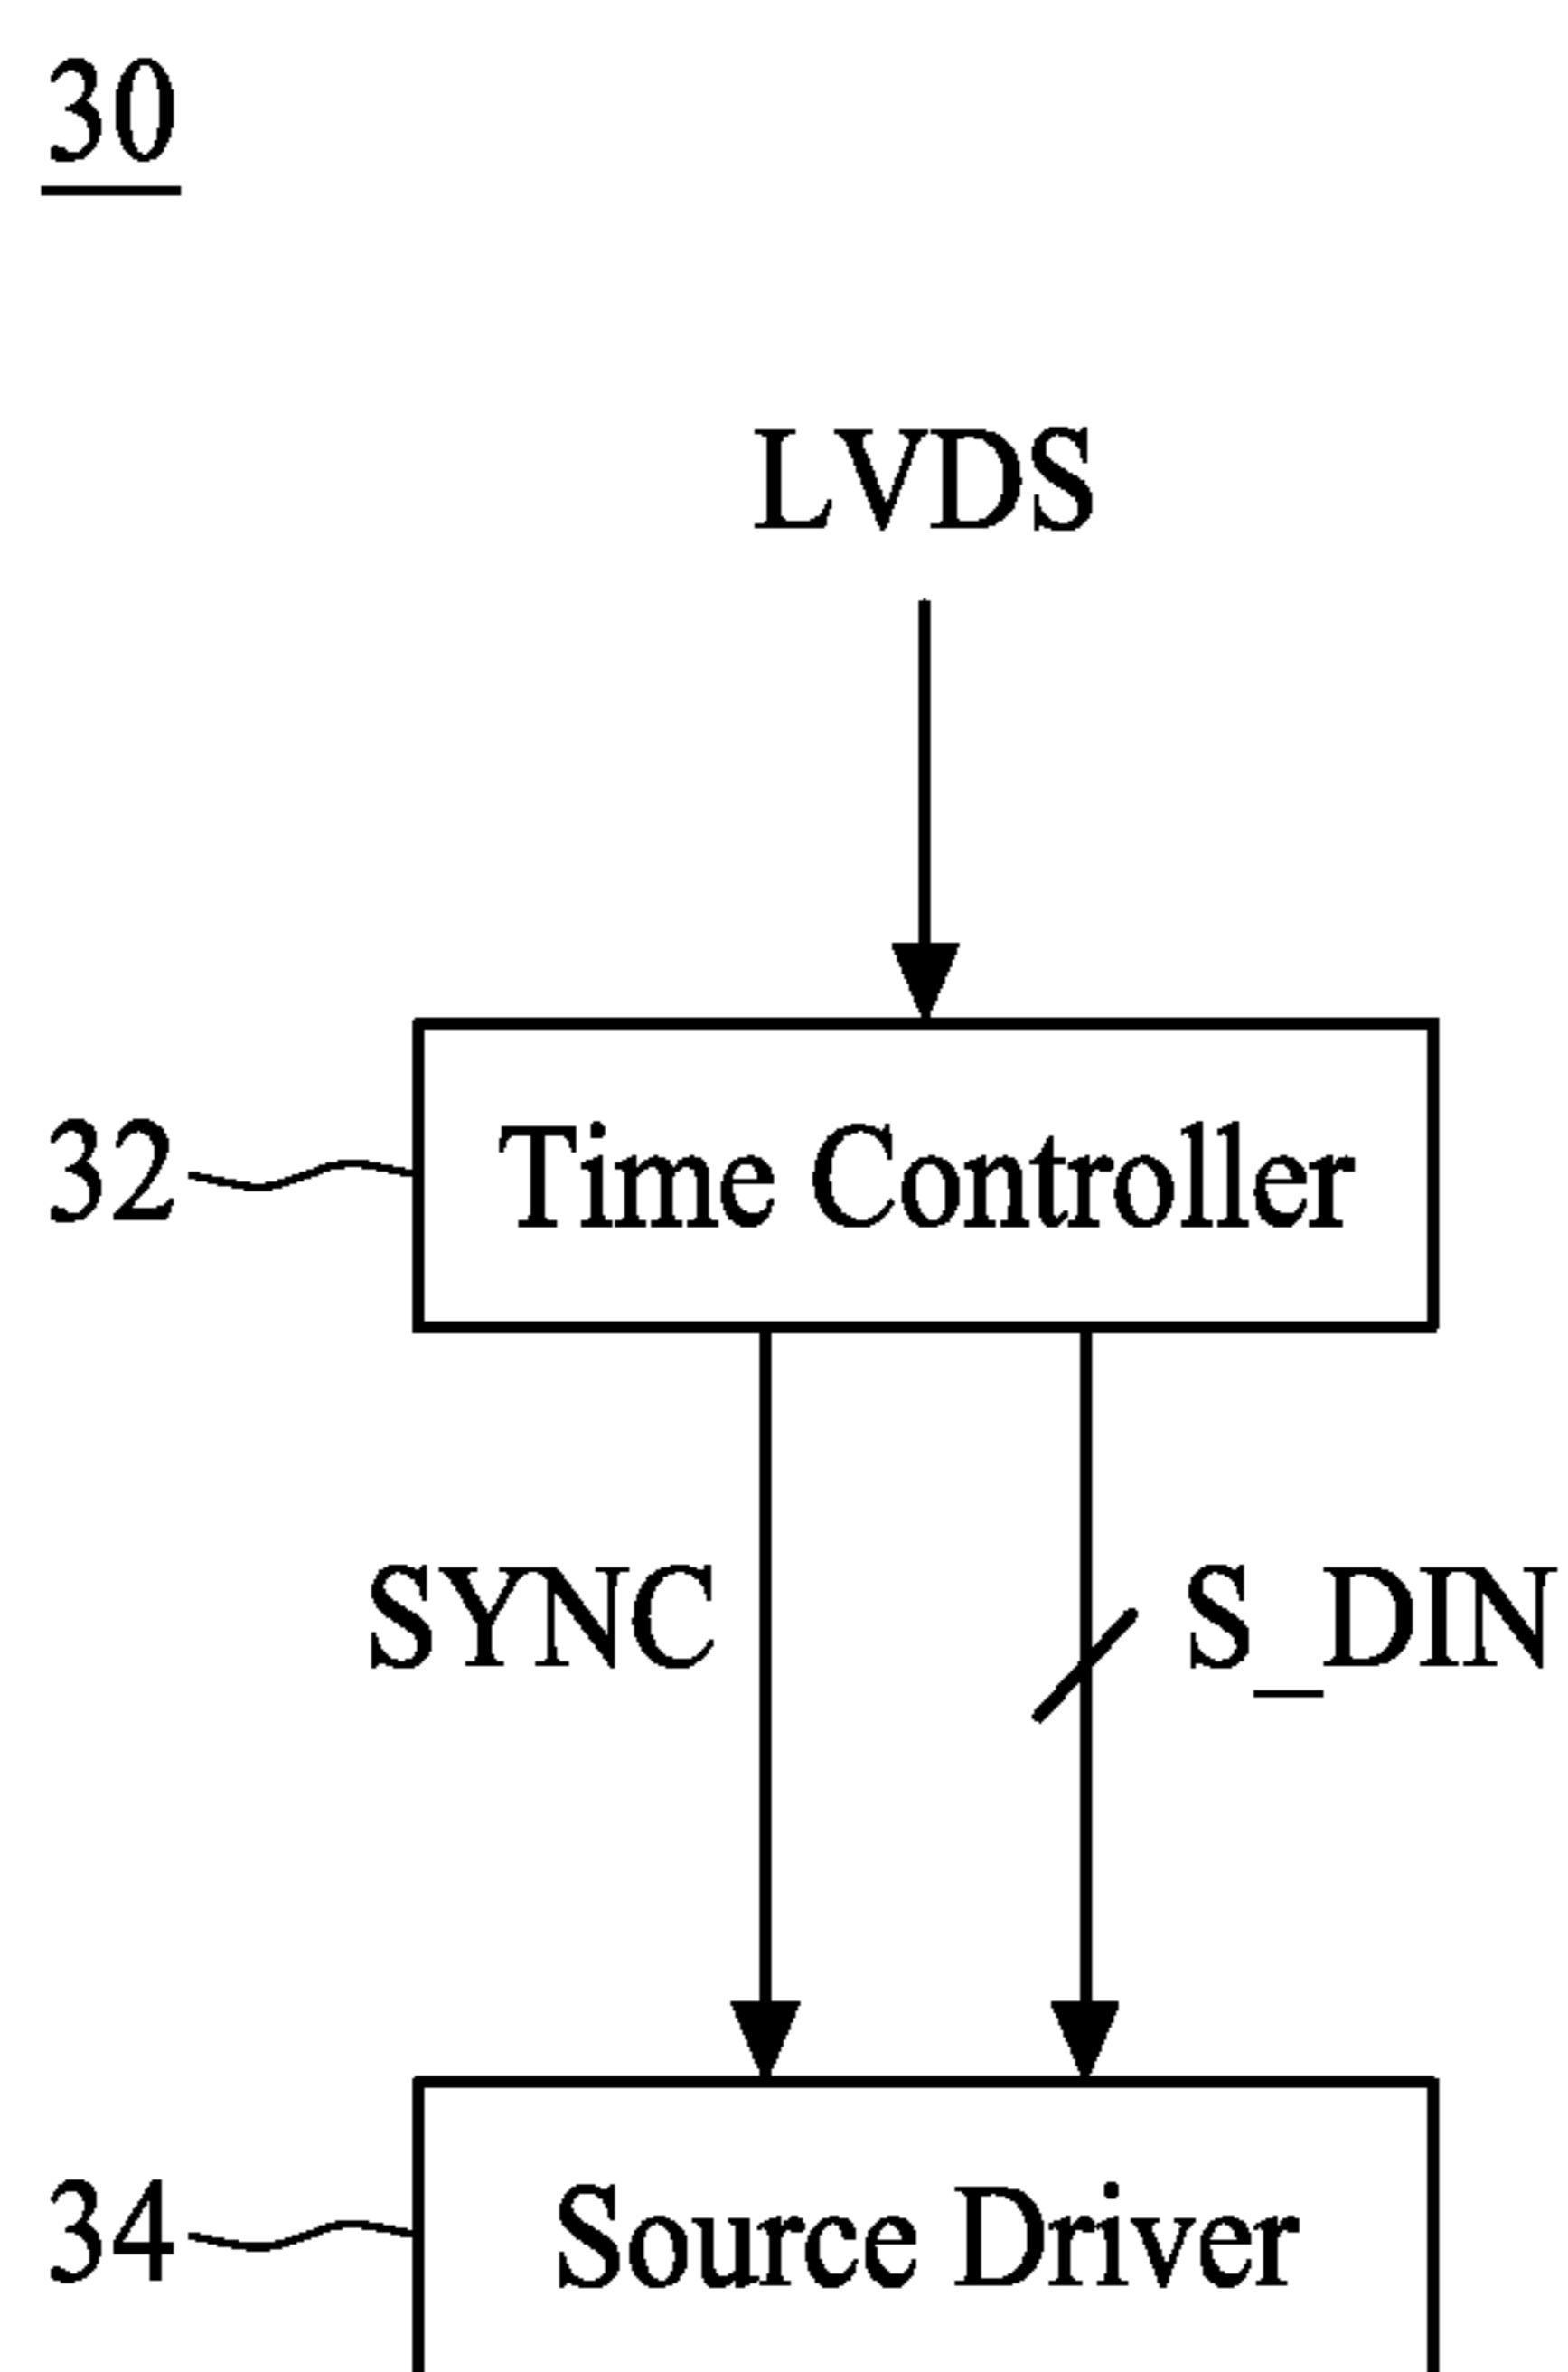 30
LVDS
32 Time Controller
SYNC S_DIN
34 Source Driver